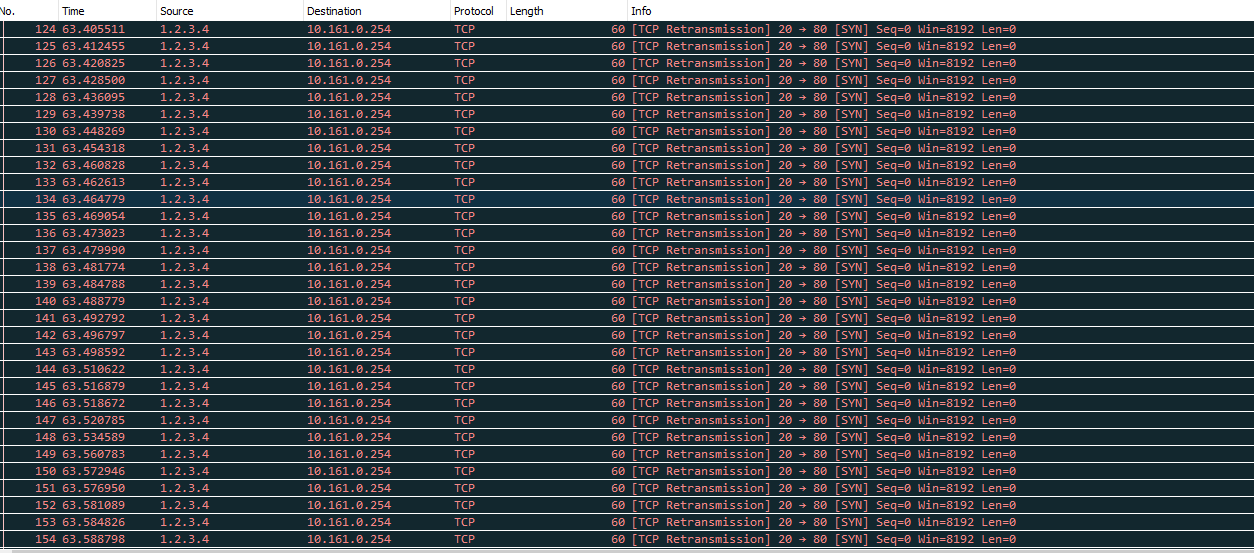 No. Time Source Destination Protocol Length Info
124 63.405511 1.2.3.4 10.161.0.254 TCP 60 [TCP Retransmission] 20 → 80 [SYN] Seq=0 Win=8192 Len=0
125 63.412455 1.2.3.4 10.161.0.254 TCP 60 [TCP Retransmission] 20 → 80 [SYN] Seq=0 Win=8192 Len=0
126 63.420825 1.2.3.4 10.161.0.254 TCP 60 [TCP Retransmission] 20 → 80 [SYN] Seq=0 Win=8192 Len=0
127 63.428500 1.2.3.4 10.161.0.254 TCP 60 [TCP Retransmission] 20 → 80 [SYN] Seq=0 Win=8192 Len=0
128 63.436095 1.2.3.4 10.161.0.254 TCP 60 [TCP Retransmission] 20 → 80 [SYN] Seq=0 Win=8192 Len=0
129 63.439738 1.2.3.4 10.161.0.254 TCP 60 [TCP Retransmission] 20 → 80 [SYN] Seq=0 Win=8192 Len=0
130 63.448269 1.2.3.4 10.161.0.254 TCP 60 [TCP Retransmission] 20 → 80 [SYN] Seq=0 Win=8192 Len=0
131 63.454318 1.2.3.4 10.161.0.254 TCP 60 [TCP Retransmission] 20 → 80 [SYN] Seq=0 Win=8192 Len=0
132 63.460828 1.2.3.4 10.161.0.254 TCP 60 [TCP Retransmission] 20 → 80 [SYN] Seq=0 Win=8192 Len=0
133 63.462613 1.2.3.4 10.161.0.254 TCP 60 [TCP Retransmission] 20 → 80 [SYN] Seq=0 Win=8192 Len=0
134 63.464779 1.2.3.4 10.161.0.254 TCP 60 [TCP Retransmission] 20 → 80 [SYN] Seq=0 Win=8192 Len=0
135 63.469054 1.2.3.4 10.161.0.254 TCP 60 [TCP Retransmission] 20 → 80 [SYN] Seq=0 Win=8192 Len=0
136 63.473023 1.2.3.4 10.161.0.254 TCP 60 [TCP Retransmission] 20 → 80 [SYN] Seq=0 Win=8192 Len=0
137 63.479990 1.2.3.4 10.161.0.254 TCP 60 [TCP Retransmission] 20 → 80 [SYN] Seq=0 Win=8192 Len=0
138 63.481774 1.2.3.4 10.161.0.254 TCP 60 [TCP Retransmission] 20 → 80 [SYN] Seq=0 Win=8192 Len=0
139 63.484788 1.2.3.4 10.161.0.254 TCP 60 [TCP Retransmission] 20 → 80 [SYN] Seq=0 Win=8192 Len=0
140 63.488779 1.2.3.4 10.161.0.254 TCP 60 [TCP Retransmission] 20 → 80 [SYN] Seq=0 Win=8192 Len=0
141 63.492792 1.2.3.4 10.161.0.254 TCP 60 [TCP Retransmission] 20 → 80 [SYN] Seq=0 Win=8192 Len=0
142 63.496797 1.2.3.4 10.161.0.254 TCP 60 [TCP Retransmission] 20 → 80 [SYN] Seq=0 Win=8192 Len=0
143 63.498592 1.2.3.4 10.161.0.254 TCP 60 [TCP Retransmission] 20 → 80 [SYN] Seq=0 Win=8192 Len=0
144 63.510622 1.2.3.4 10.161.0.254 TCP 60 [TCP Retransmission] 20 → 80 [SYN] Seq=0 Win=8192 Len=0
145 63.516879 1.2.3.4 10.161.0.254 TCP 60 [TCP Retransmission] 20 → 80 [SYN] Seq=0 Win=8192 Len=0
146 63.518672 1.2.3.4 10.161.0.254 TCP 60 [TCP Retransmission] 20 → 80 [SYN] Seq=0 Win=8192 Len=0
147 63.520785 1.2.3.4 10.161.0.254 TCP 60 [TCP Retransmission] 20 → 80 [SYN] Seq=0 Win=8192 Len=0
148 63.534589 1.2.3.4 10.161.0.254 TCP 60 [TCP Retransmission] 20 → 80 [SYN] Seq=0 Win=8192 Len=0
149 63.560783 1.2.3.4 10.161.0.254 TCP 60 [TCP Retransmission] 20 → 80 [SYN] Seq=0 Win=8192 Len=0
150 63.572946 1.2.3.4 10.161.0.254 TCP 60 [TCP Retransmission] 20 → 80 [SYN] Seq=0 Win=8192 Len=0
151 63.576950 1.2.3.4 10.161.0.254 TCP 60 [TCP Retransmission] 20 → 80 [SYN] Seq=0 Win=8192 Len=0
152 63.581089 1.2.3.4 10.161.0.254 TCP 60 [TCP Retransmission] 20 → 80 [SYN] Seq=0 Win=8192 Len=0
153 63.584826 1.2.3.4 10.161.0.254 TCP 60 [TCP Retransmission] 20 → 80 [SYN] Seq=0 Win=8192 Len=0
154 63.588798 1.2.3.4 10.161.0.254 TCP 60 [TCP Retransmission] 20 → 80 [SYN] Seq=0 Win=8192 Len=0